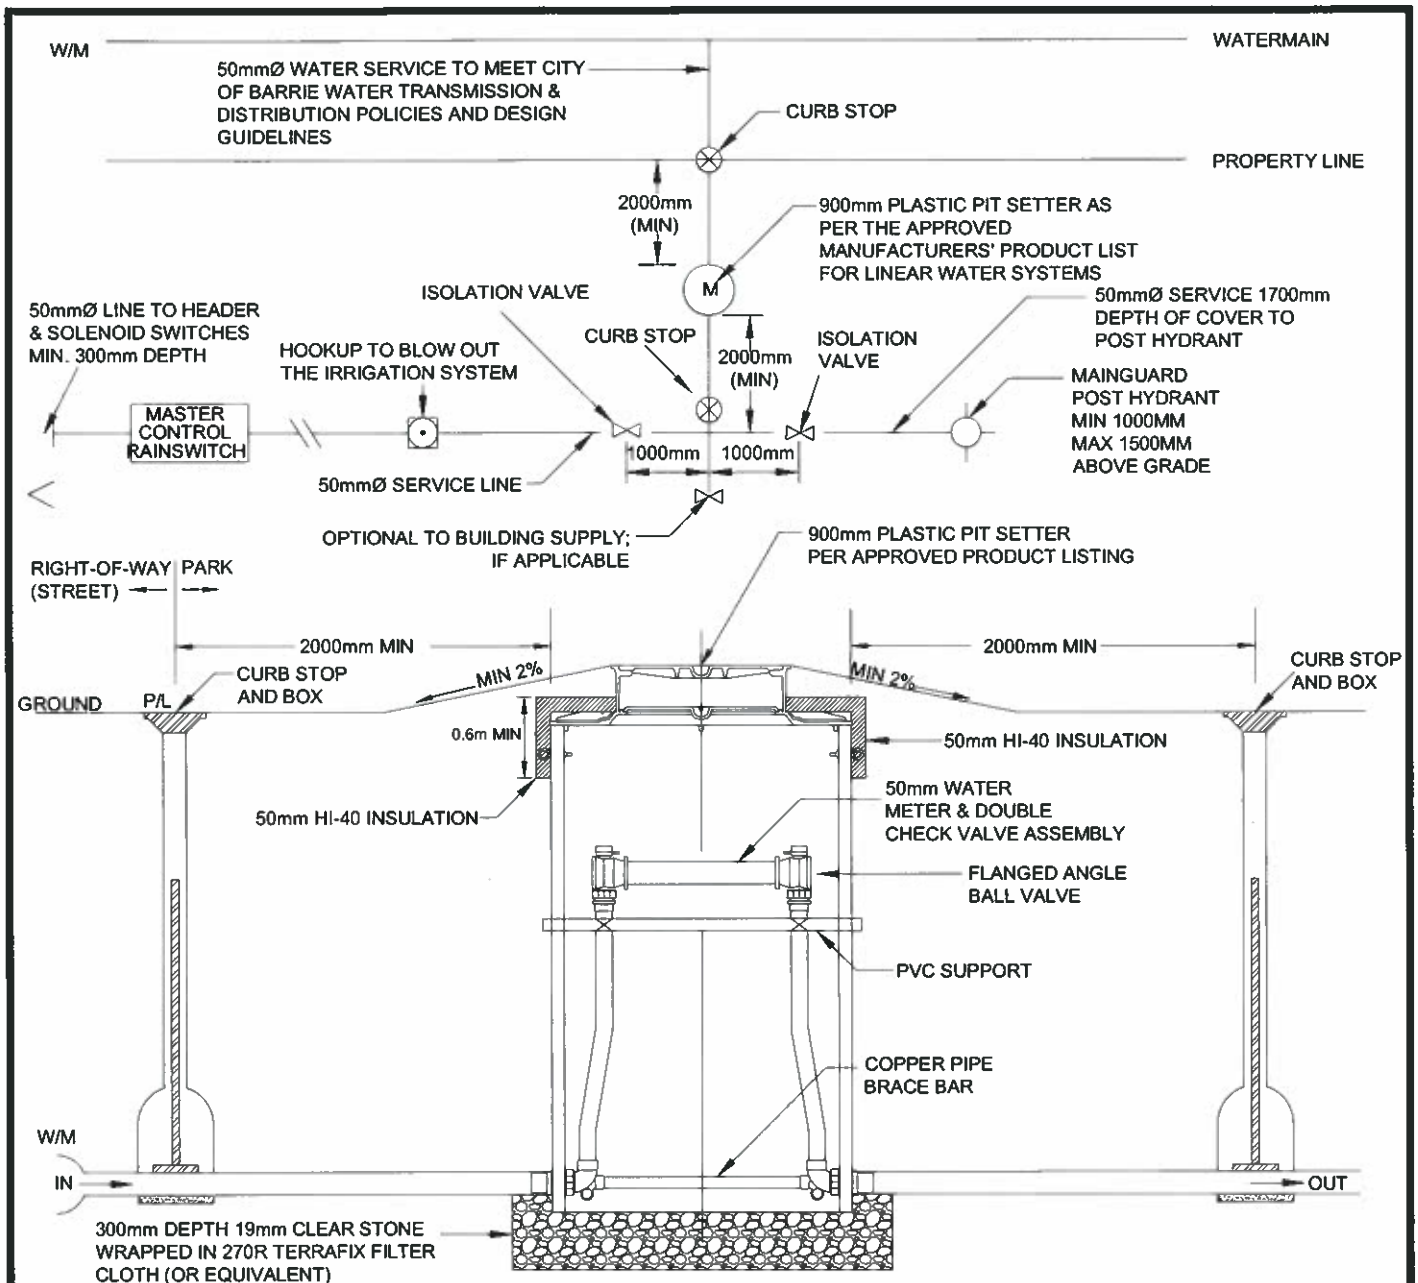 W/M
WATERMAIN
50mmØ WATER SERVICE TO MEET CITY
OF BARRIE WATER TRANSMISSION &
DISTRIBUTION POLICIES AND DESIGN
GUIDELINES
CURB STOP
PROPERTY LINE
2000mm
(MIN)
900mm PLASTIC PIT SETTER AS
PER THE APPROVED
MANUFACTURERS' PRODUCT LIST
FOR LINEAR WATER SYSTEMS
M
ISOLATION VALVE
50mmØ LINE TO HEADER
& SOLENOID SWITCHES
MIN. 300mm DEPTH
HOOKUP TO BLOW OUT
THE IRRIGATION SYSTEM
CURB STOP
2000mm
(MIN)
ISOLATION
VALVE
50mmØ SERVICE 1700mm
DEPTH OF COVER TO
POST HYDRANT
MAINGUARD
POST HYDRANT
MIN 1000MM
MAX 1500MM
ABOVE GRADE
MASTER
CONTROL
RAINSWITCH
1000mm
1000mm
50mmØ SERVICE LINE
OPTIONAL TO BUILDING SUPPLY;
IF APPLICABLE
900mm PLASTIC PIT SETTER
PER APPROVED PRODUCT LISTING
RIGHT-OF-WAY
(STREET)
PARK
2000mm MIN
2000mm MIN
CURB STOP
AND BOX
MIN 2%
MIN 2%
CURB STOP
AND BOX
GROUND
P/L
0.6m MIN
50mm HI-40 INSULATION
50mm HI-40 INSULATION
50mm WATER
METER & DOUBLE
CHECK VALVE ASSEMBLY
FLANGED ANGLE
BALL VALVE
PVC SUPPORT
COPPER PIPE
BRACE BAR
W/M
IN
OUT
300mm DEPTH 19mm CLEAR STONE
WRAPPED IN 270R TERRAFIX FILTER
CLOTH (OR EQUIVALENT)